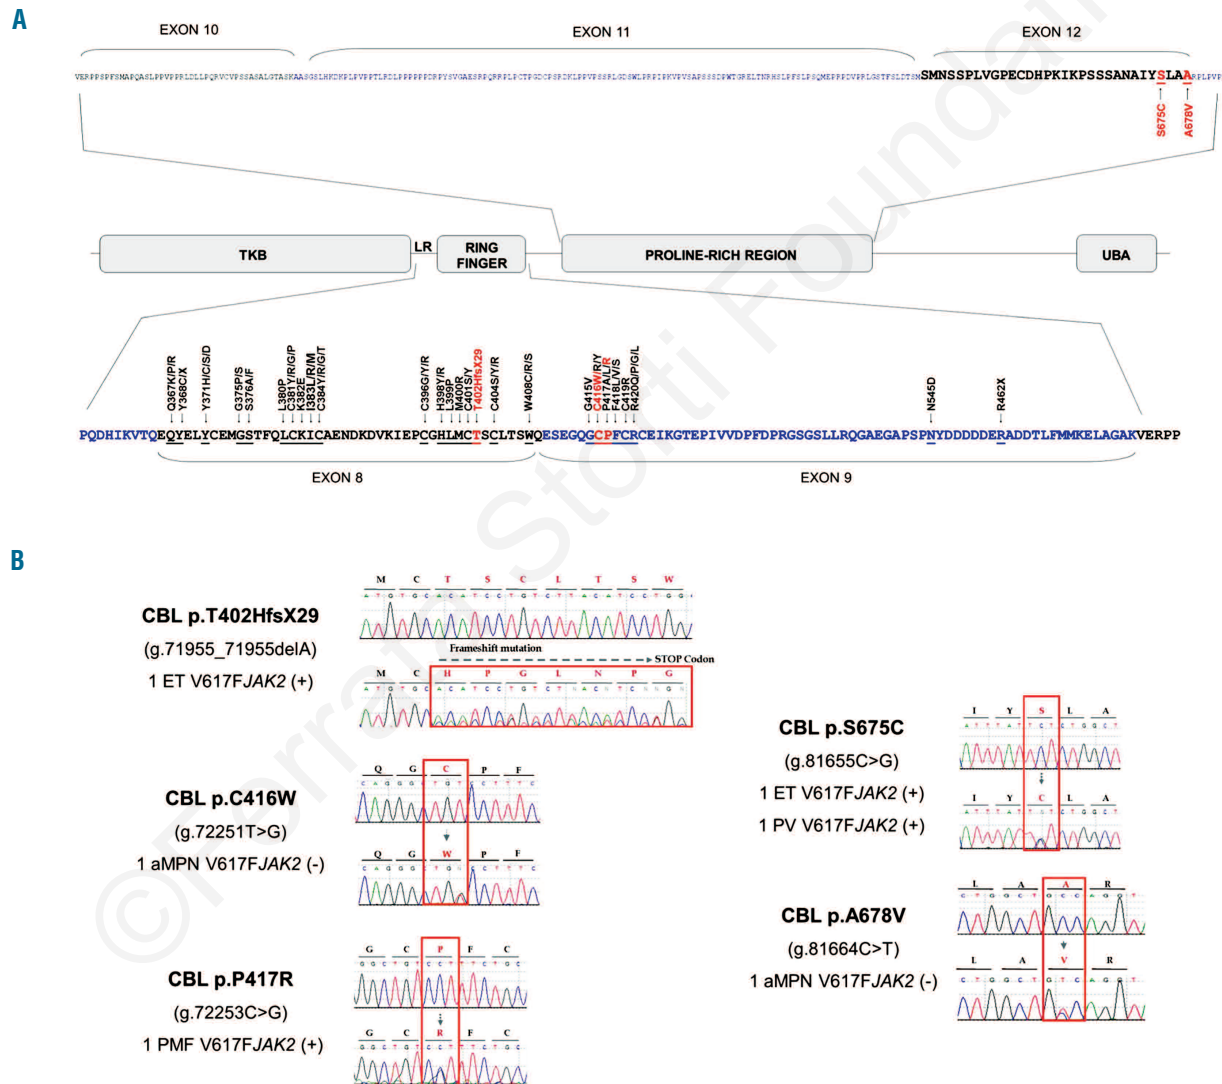 A
EXON 10
EXON 11
EXON 12
SMNSSPLVGPECDHPKIKPSSSANAIYSLAARPLPVP
S675C
A678V
TKB
LR
RING FINGER
PROLINE-RICH REGION
UBA
Q367K/P/R
Y368C/X
Y371H/C/S/D
G375P/S
S376A/F
L380P
C381Y/R/G/P
K382E
I383L/R/M
C384Y/R/G/T
C396G/Y/R
H398Y/R
L399P
M400R
C401S/Y
T402HfsX29
C404S/Y/R
W408C/R/S
G415V
C416W/R/Y
P417A/L/R
F418L/V/S
C419R
R420Q/P/G/L
N545D
R462X
PQDHIKVTQEQYELYCEMGSTFQLCKICAENDKDVKIEPCGHLMCTSCLTSWQESEGQGCPFCRCEIKGTEPIVVDPFDPRGSGSLLRQGAEGAPSPNYDDDDDERADDTLFMMKELAGAKVERPP
EXON 8
EXON 9
B
CBL p.T402HfsX29
(g.71955_71955delA)
1 ET V617FJAK2 (+)
M C T S C L T S W
A T G T G C A C A T C C T G T C T T A C A T C C T G G
Frameshift mutation
STOP Codon
M C H P G L N P G
CBL p.C416W
(g.72251T>G)
1 aMPN V617FJAK2 (-)
Q G C P F
C A G G G C T G T C C T T T C
Q G W P F
CBL p.P417R
(g.72253C>G)
1 PMF V617FJAK2 (+)
G C P F C
G G C T G T C C T T T C T G C
G C R F C
G G C T G T C C T T T C T G C
CBL p.S675C
(g.81655C>G)
1 ET V617FJAK2 (+)
1 PV V617FJAK2 (+)
I Y S L A
A T T T A T T C T C T G G C T
I Y C L A
CBL p.A678V
(g.81664C>T)
1 aMPN V617FJAK2 (-)
L A A R
C T G G C T G C C A G G T
L A V R
C T G G C T G T C A G G T
©Ferrata Storti Foundati